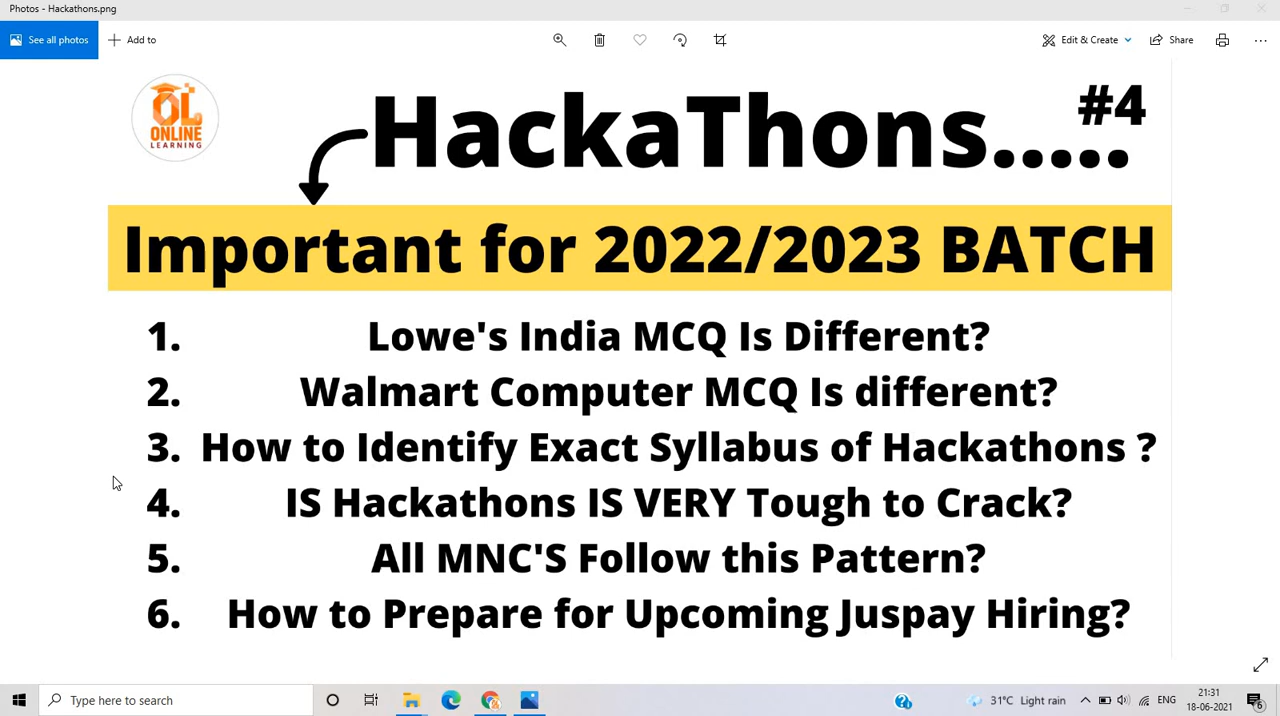 Photos - Hackathons.png
See all photos
Add to
Edit & Create
Share
OL
ONLINE
LEARNING
HackaThons.....
#4
Important for 2022/2023 BATCH
1. Lowe's India MCQ Is Different?
2. Walmart Computer MCQ Is different?
3. How to Identify Exact Syllabus of Hackathons ?
4. IS Hackathons IS VERY Tough to Crack?
5. All MNC'S Follow this Pattern?
6. How to Prepare for Upcoming Juspay Hiring?
Type here to search
31°C Light rain
ENG
21:31
18-06-2021
6